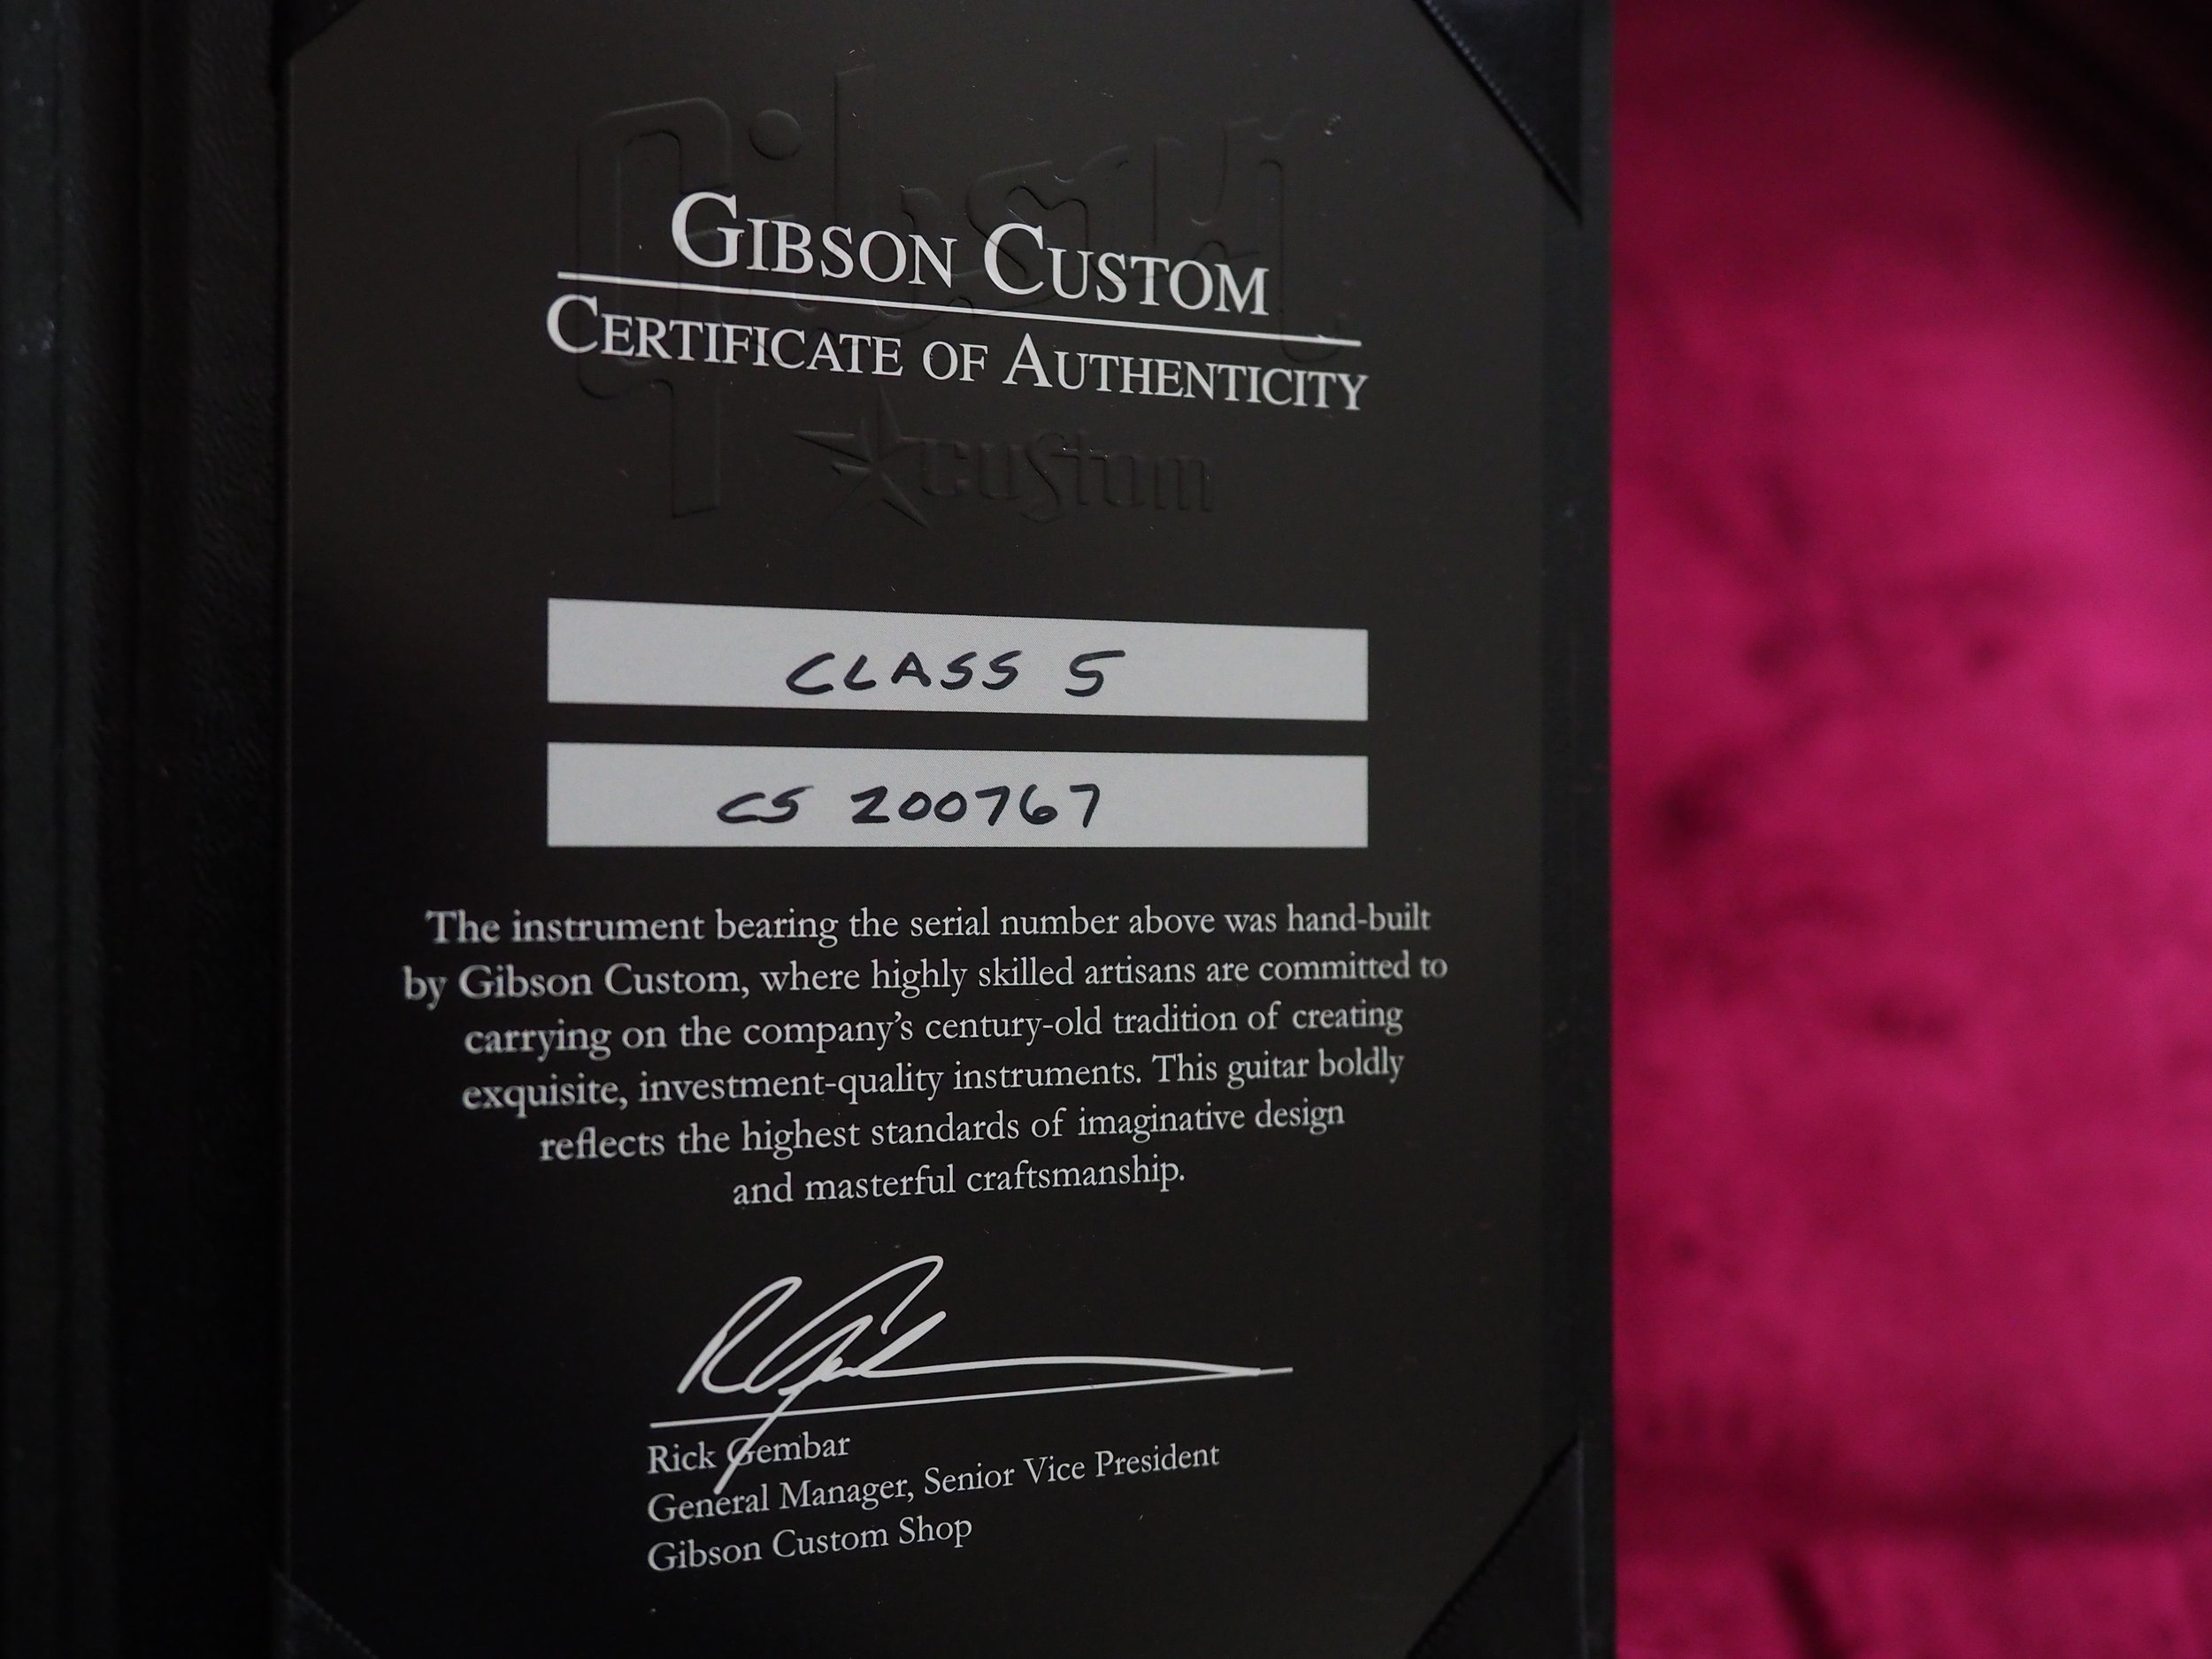 Gibson
GIBSON CUSTOM
CERTIFICATE OF AUTHENTICITY
custom
CLASS 5
CS 200767
The instrument bearing the serial number above was hand-built
by Gibson Custom, where highly skilled artisans are committed to
carrying on the company's century-old tradition of creating
exquisite, investment-quality instruments. This guitar boldly
reflects the highest standards of imaginative design
and masterful craftsmanship.
Rick Gembar
General Manager, Senior Vice President
Gibson Custom Shop